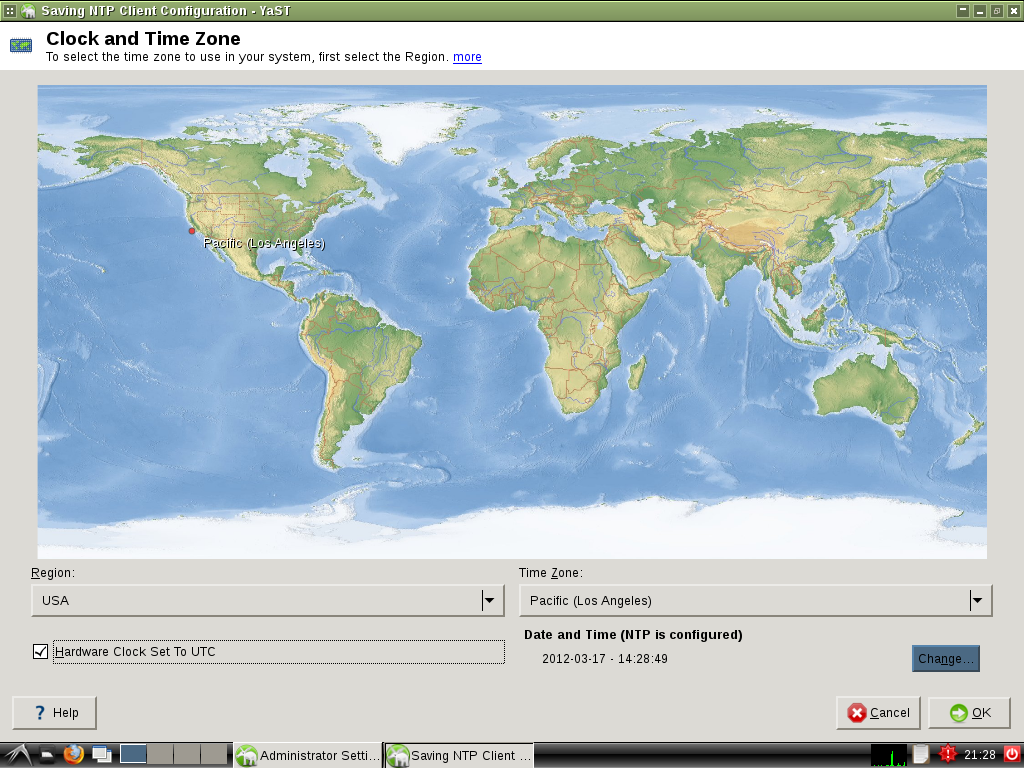 Saving NTP Client Configuration - YaST
Clock and Time Zone
To select the time zone to use in your system, first select the Region. more
Pacific (Los Angeles)
Region:
Time Zone:
USA
Pacific (Los Angeles)
Hardware Clock Set To UTC
Date and Time (NTP is configured)
2012-03-17 - 14:28:49
Change...
? Help
Cancel
OK
Administrator Setti...
Saving NTP Client ...
21:28